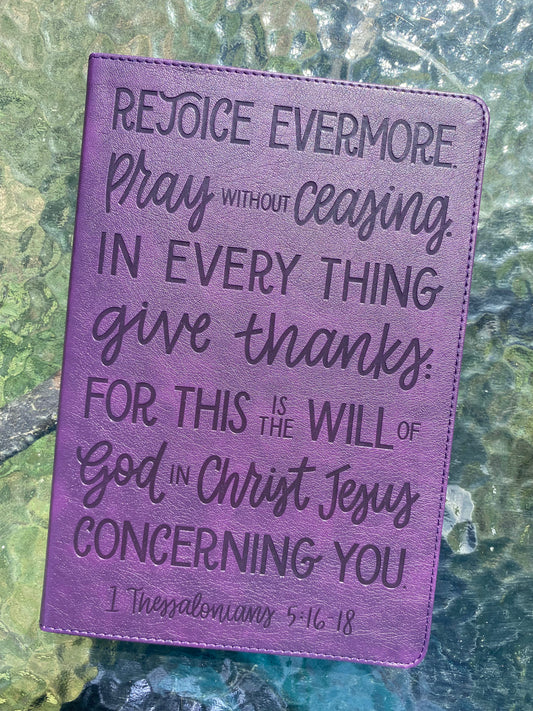 REJOICE EVERMORE.
Pray WITHOUT ceasing.
IN EVERY THING
give thanks:
FOR THIS IS THE WILL OF
God IN Christ Jesus
CONCERNING YOU.
1 Thessalonians 5:16-18